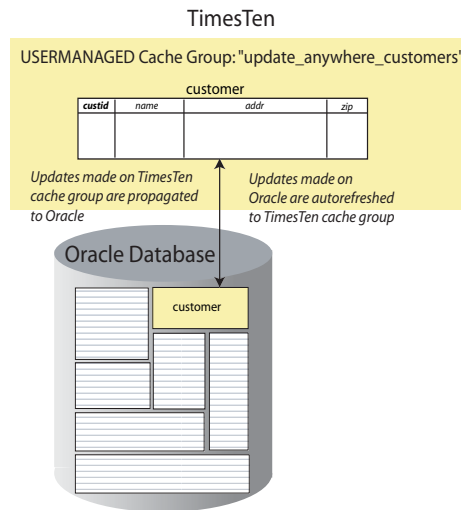 TimesTen
USERMANAGED Cache Group: "update_anywhere_customers"
customer
custid name addr zip
Updates made on TimesTen
cache group are propagated
to Oracle
Updates made on
Oracle are autorefreshed
to TimesTen cache group
Oracle Database
customer